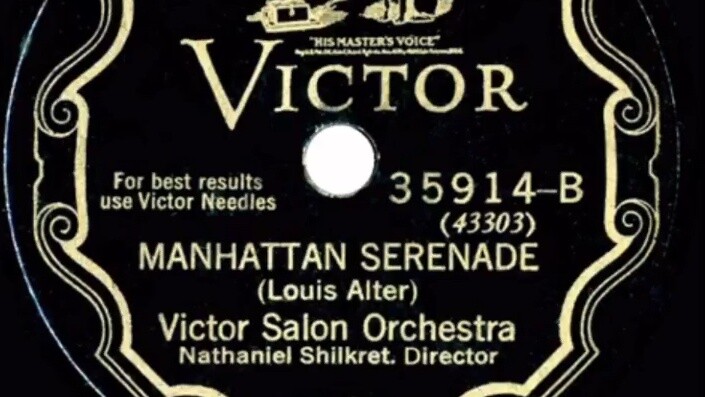 "HIS MASTER'S VOICE"
VICTOR
For best results
use Victor Needles
35914-B
(43303)
MANHATTAN SERENADE
(Louis Alter)
Victor Salon Orchestra
Nathaniel Shilkret. Director